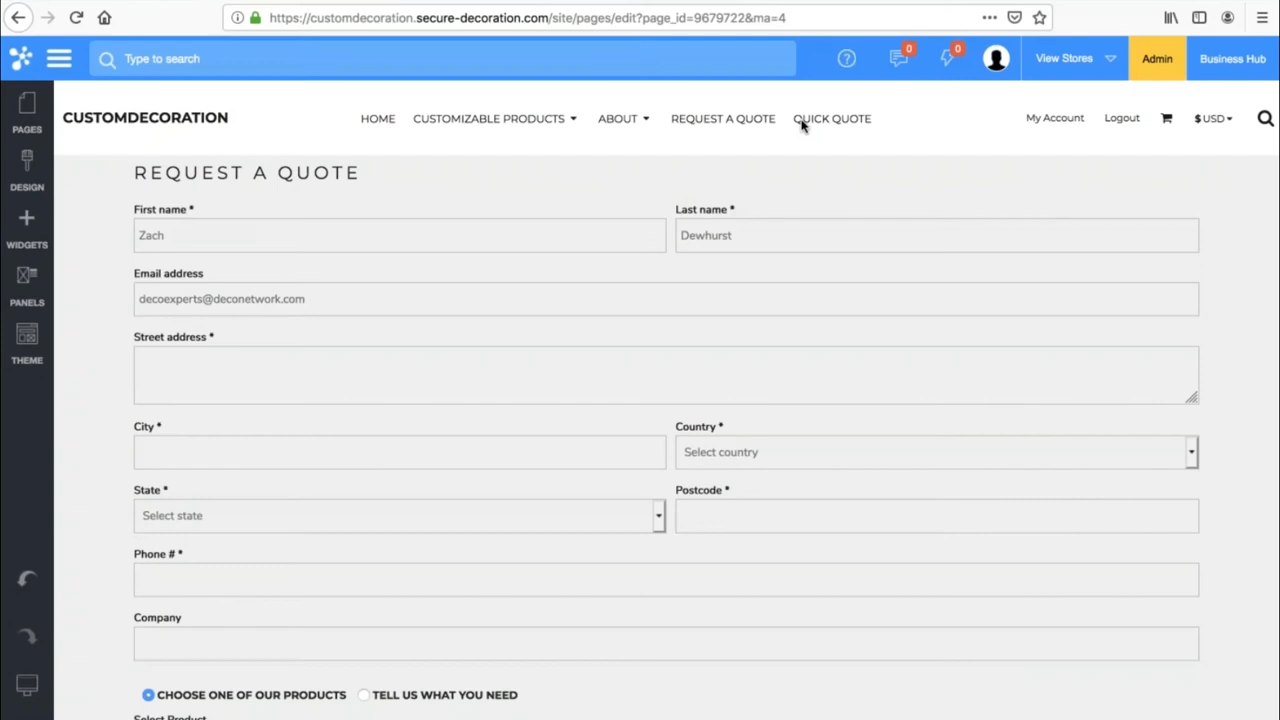 https://customdecoration.secure-decoration.com/site/pages/edit?page_id=9679722&ma=4
Type to search
0
0
View Stores
Admin
Business Hub
PAGES
DESIGN
WIDGETS
PANELS
THEME
CUSTOMDECORATION
HOME
CUSTOMIZABLE PRODUCTS
ABOUT
REQUEST A QUOTE
QUICK QUOTE
My Account
Logout
$ USD
REQUEST A QUOTE
First name *
Last name *
Zach
Dewhurst
Email address
decoexperts@deconetwork.com
Street address *
City *
Country *
Select country
State *
Postcode *
Select state
Phone # *
Company
CHOOSE ONE OF OUR PRODUCTS
TELL US WHAT YOU NEED
Select Product